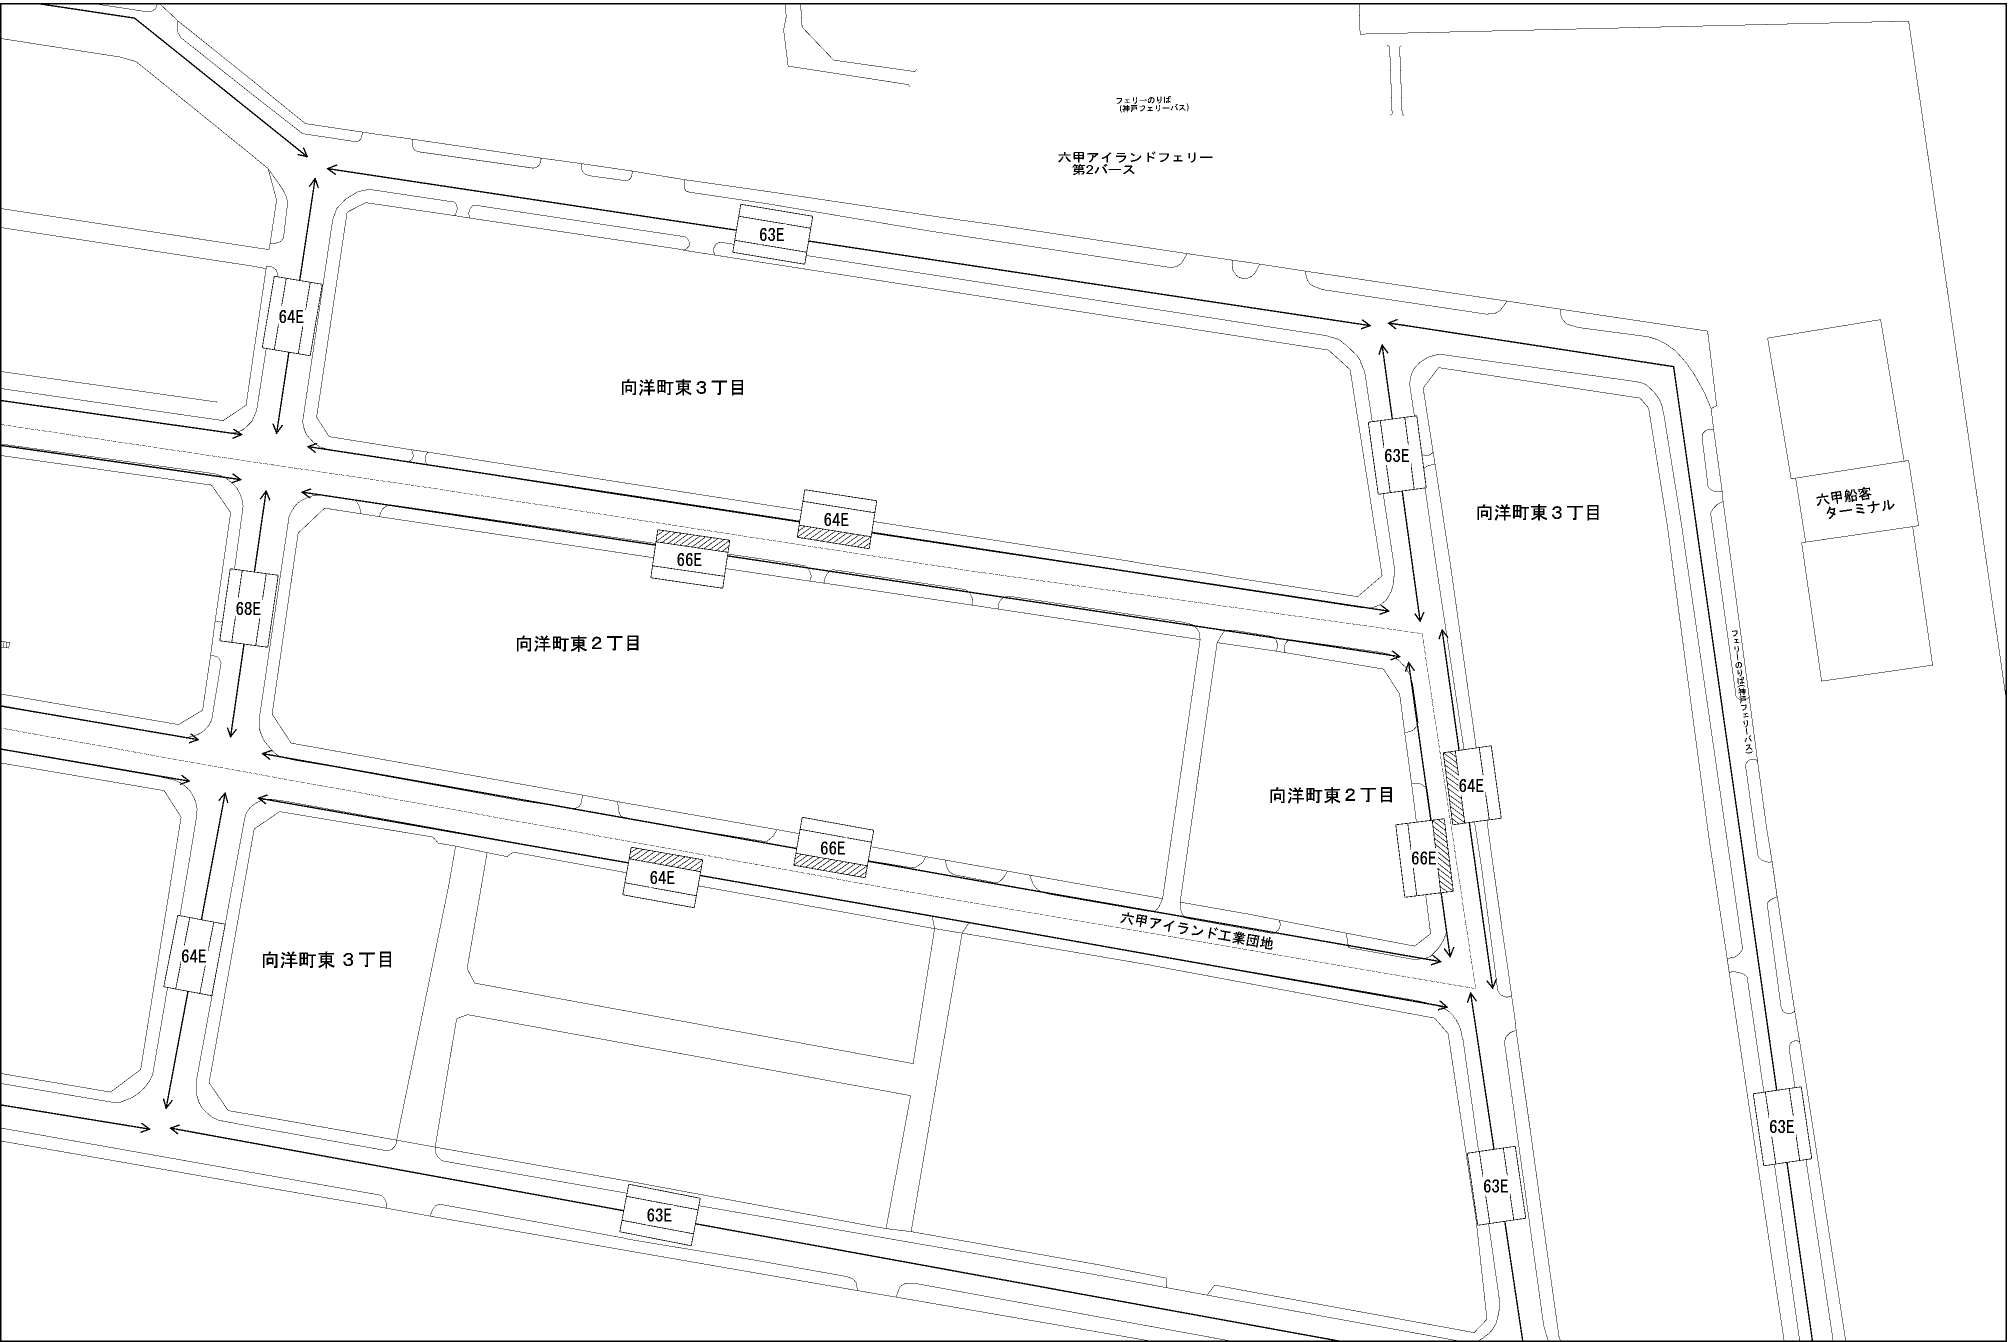 フェリーのりば
(神戸フェリーバス)
六甲アイランドフェリー
第2バース
63E
64E
向洋町東３丁目
63E
向洋町東３丁目
六甲船客
ターミナル
64E
66E
68E
向洋町東２丁目
フェリーのりば(神戸フェリーバス)
64E
向洋町東２丁目
66E
66E
64E
六甲アイランド工業団地
64E
向洋町東３丁目
63E
63E
63E